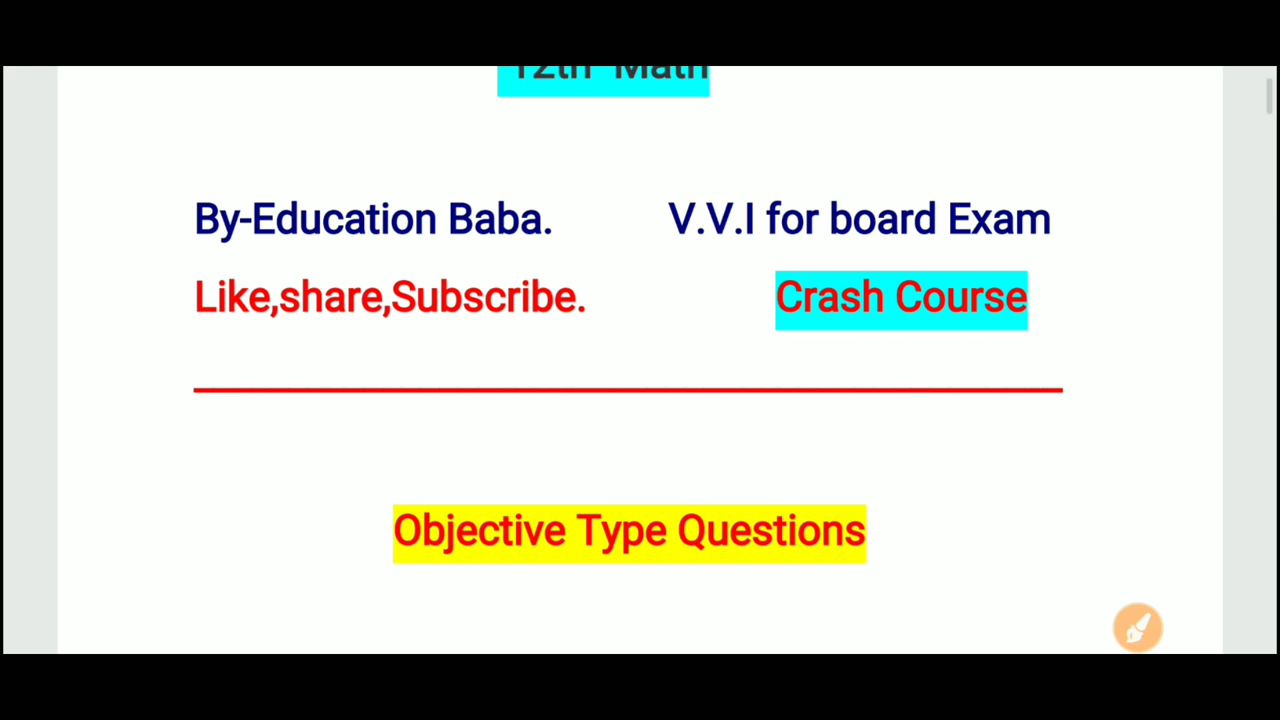 12th Math
By-Education Baba. V.V.I for board Exam
Like,share,Subscribe. Crash Course
Objective Type Questions